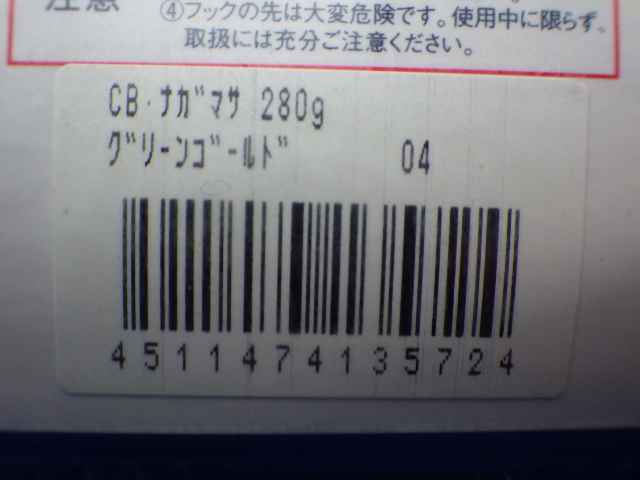 注意
④フックの先は大変危険です。使用中に限らず、
取扱には充分ご注意ください。
CB・ﾅｶﾞﾏｻ 280g
ｸﾞﾘｰﾝｺﾞｰﾙﾄﾞ 04
4511474135724